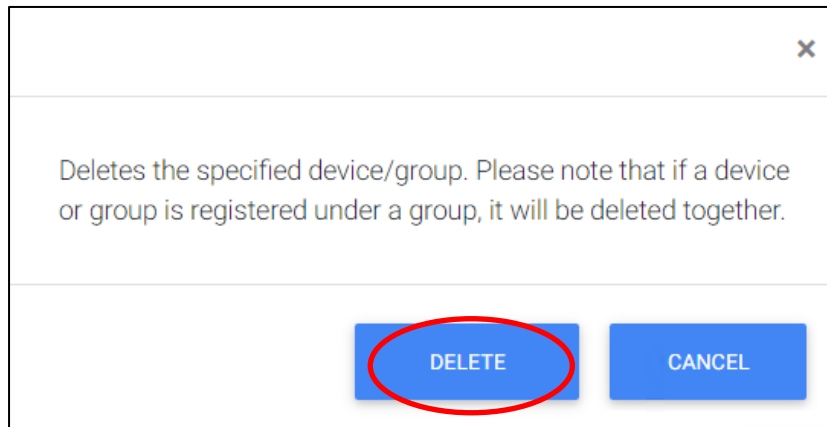 ×
Deletes the specified device/group. Please note that if a device
or group is registered under a group, it will be deleted together.
DELETE
CANCEL